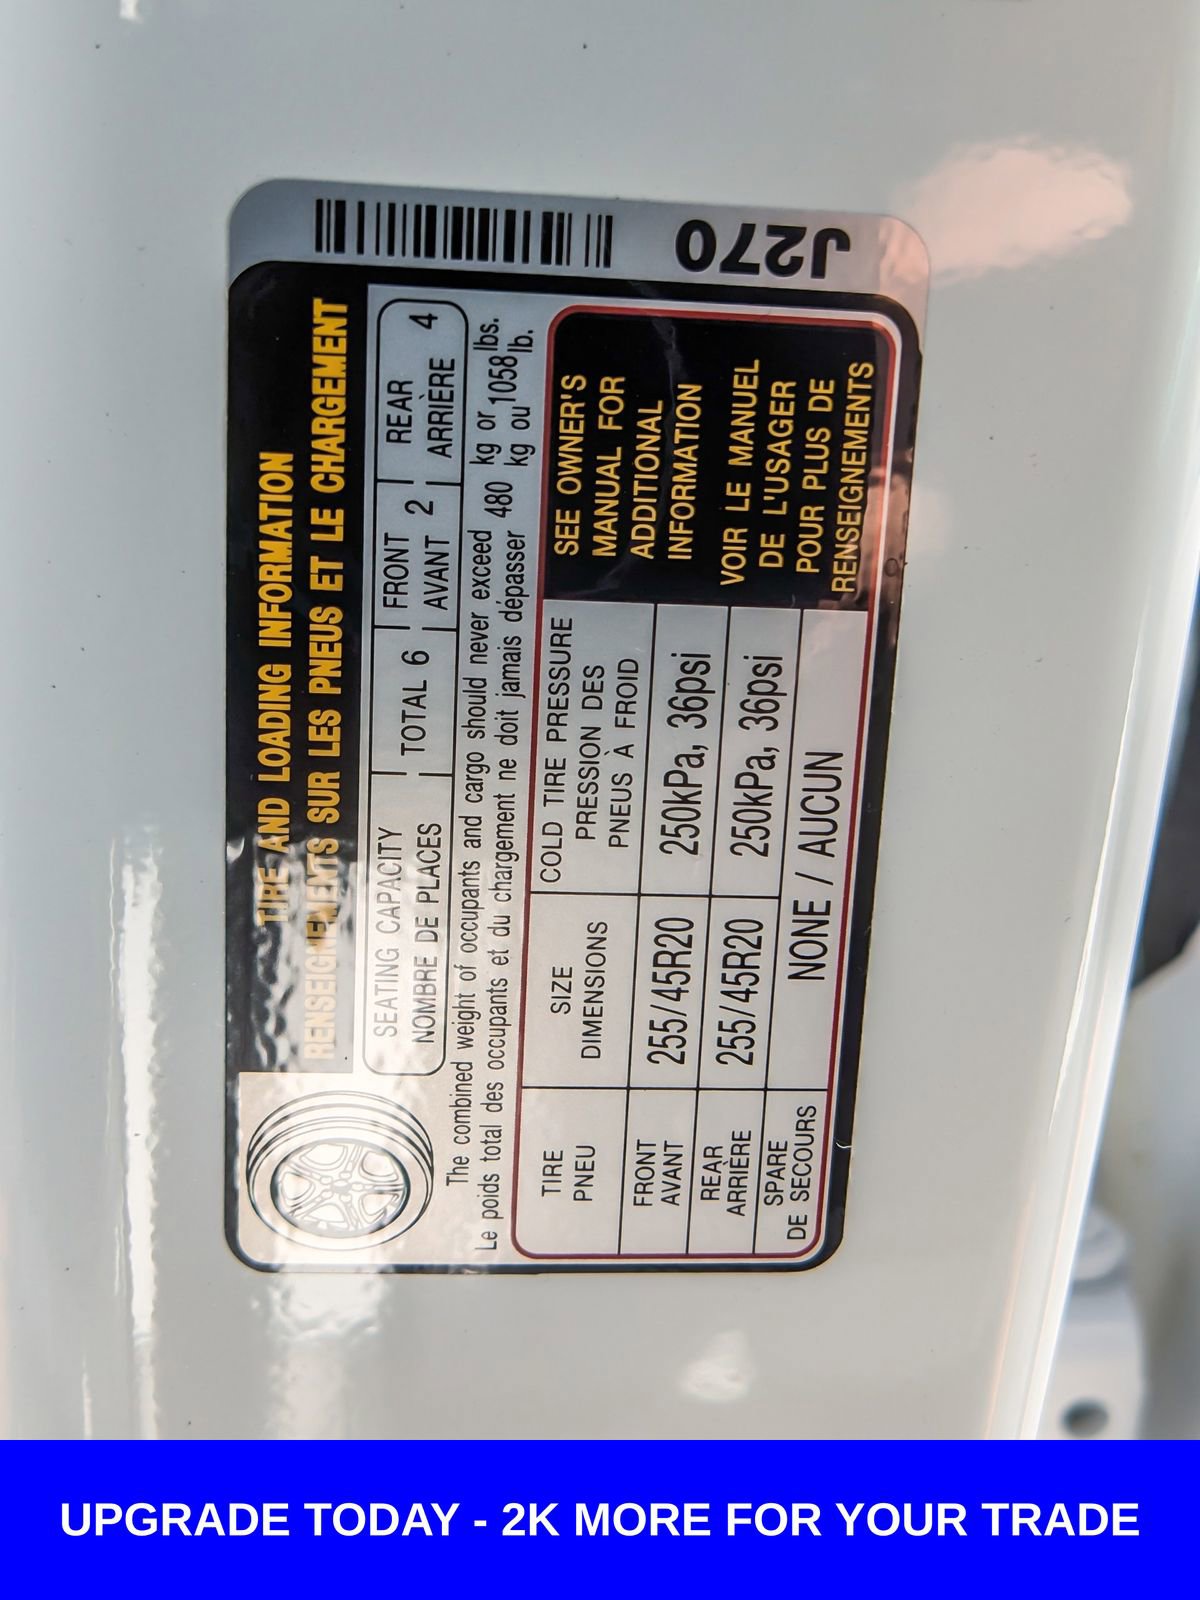 J270
TIRE AND LOADING INFORMATION
RENSEIGNEMENTS SUR LES PNEUS ET LE CHARGEMENT
SEATING CAPACITY
NOMBRE DE PLACES
TOTAL 6
FRONT
AVANT 2
REAR
ARRIÈRE 4
The combined weight of occupants and cargo should never exceed 480 kg or 1058 lbs.
Le poids total des occupants et du chargement ne doit jamais dépasser kg ou lb.
TIRE
PNEU
SIZE
DIMENSIONS
COLD TIRE PRESSURE
PRESSION DES
PNEUS À FROID
FRONT
AVANT
255/45R20
250kPa, 36psi
REAR
ARRIÈRE
255/45R20
250kPa, 36psi
SPARE
DE SECOURS
NONE / AUCUN
SEE OWNER'S
MANUAL FOR
ADDITIONAL
INFORMATION
VOIR LE MANUEL
DE L'USAGER
POUR PLUS DE
RENSEIGNEMENTS
UPGRADE TODAY - 2K MORE FOR YOUR TRADE